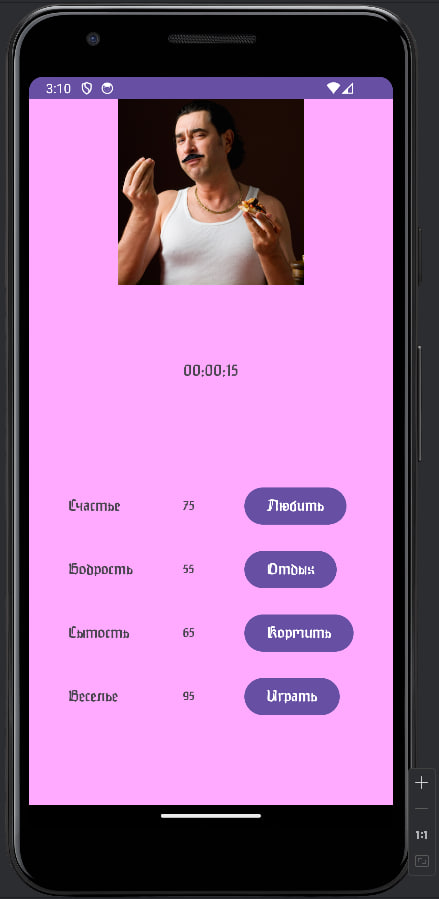 3:10
00:00:15
Счастье 75 Любить
Бодрость 55 Отдых
Сытость 65 Кормить
Веселье 95 Играть
1:1